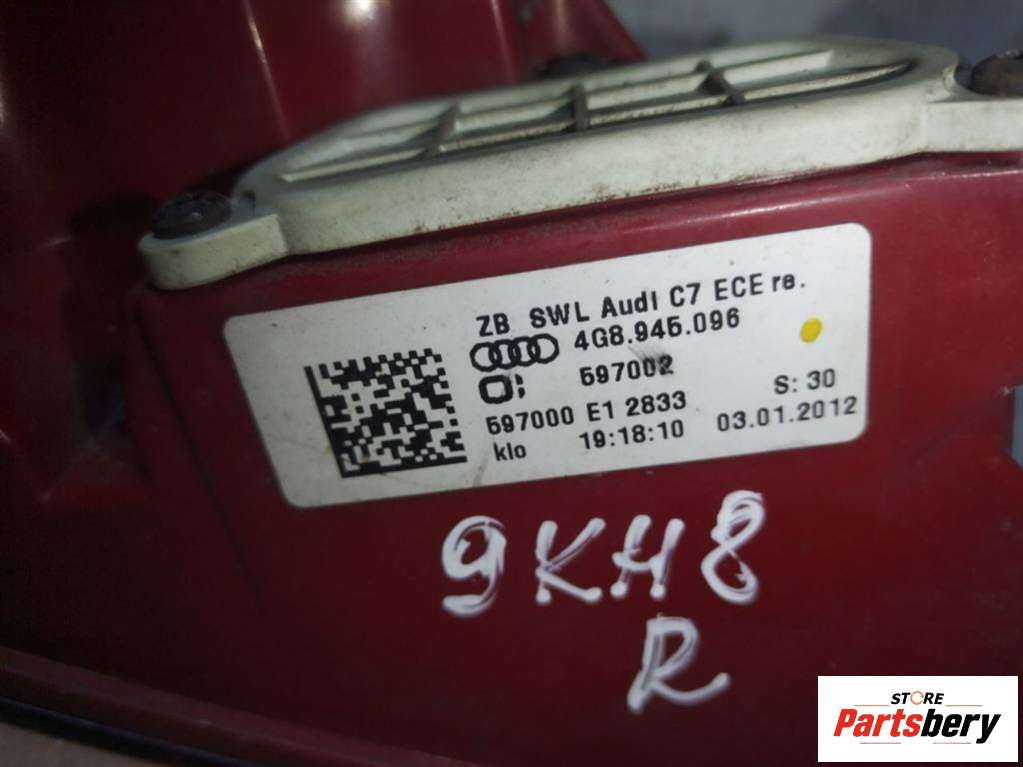 ZB SWL Audi C7 ECE re.
4G8.945.096
597002
597000 E1 2833
S: 30
klo 19:18:10 03.01.2012
9KH8
R
STORE
Partsbery